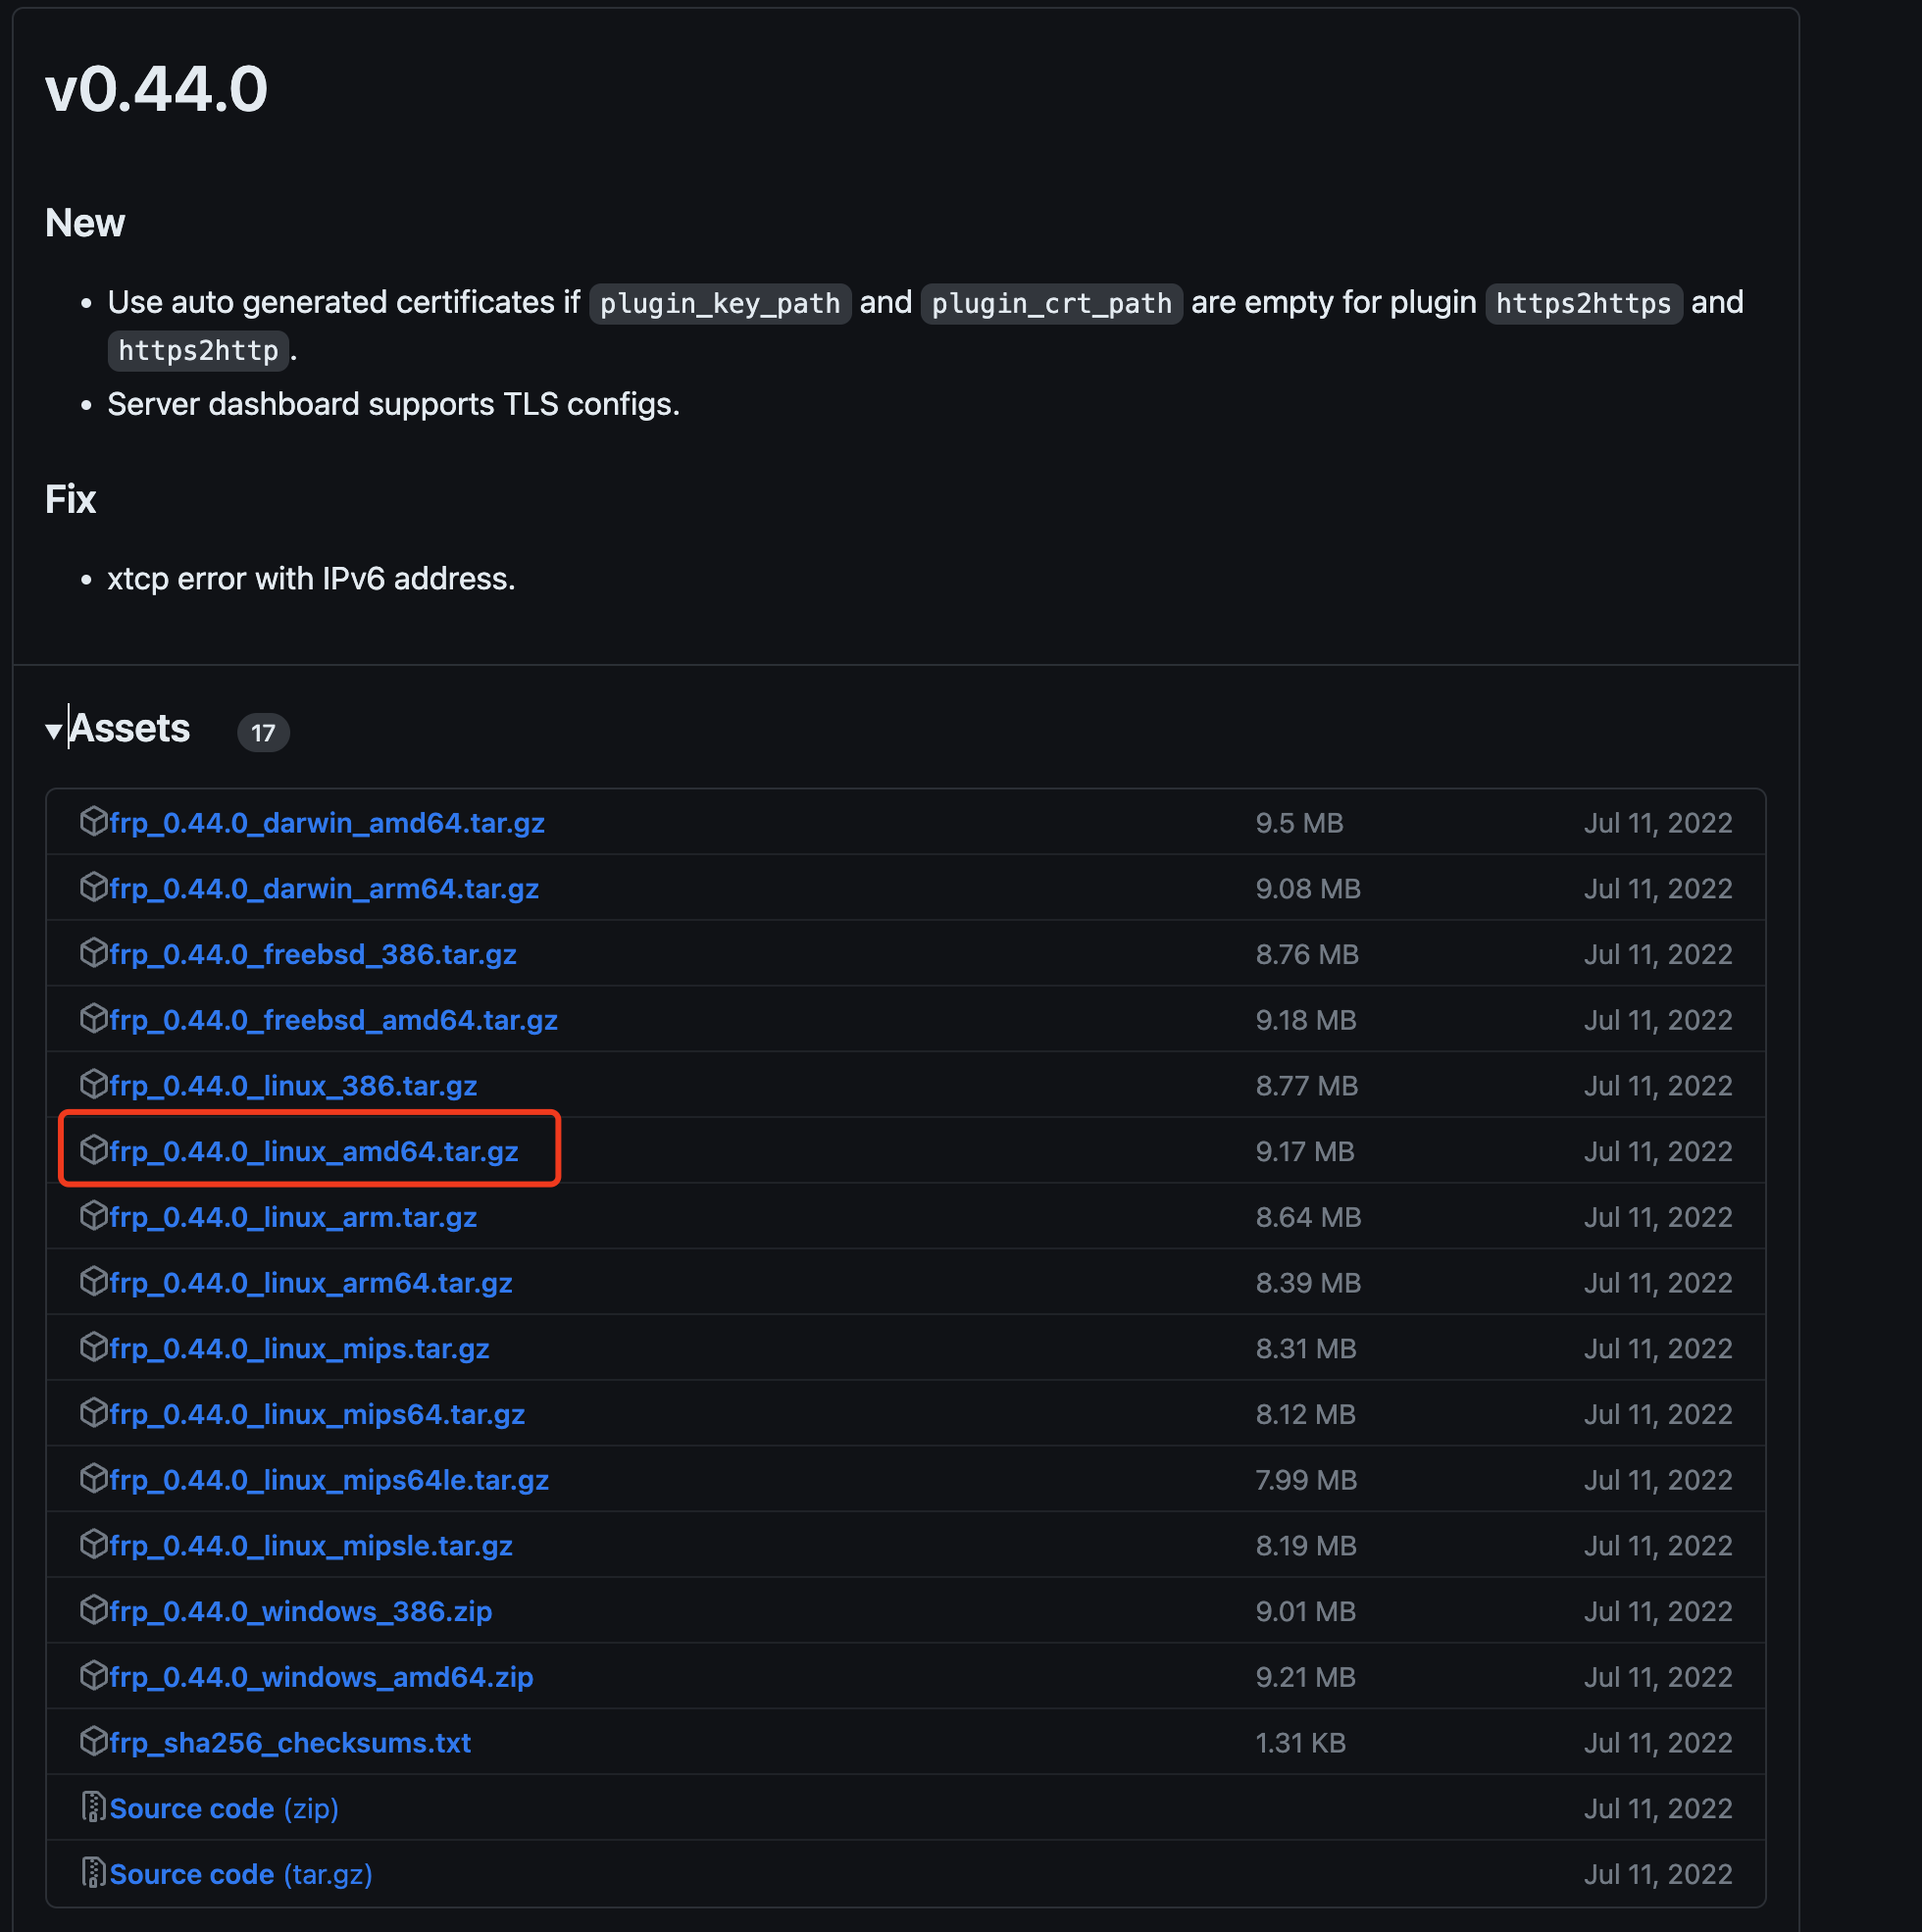 v0.44.0
New
• Use auto generated certificates if plugin_key_path and plugin_crt_path are empty for plugin https2https and
https2http.
• Server dashboard supports TLS configs.
Fix
• xtcp error with IPv6 address.
Assets 17
frp_0.44.0_darwin_amd64.tar.gz 9.5 MB Jul 11, 2022
frp_0.44.0_darwin_arm64.tar.gz 9.08 MB Jul 11, 2022
frp_0.44.0_freebsd_386.tar.gz 8.76 MB Jul 11, 2022
frp_0.44.0_freebsd_amd64.tar.gz 9.18 MB Jul 11, 2022
frp_0.44.0_linux_386.tar.gz 8.77 MB Jul 11, 2022
frp_0.44.0_linux_amd64.tar.gz 9.17 MB Jul 11, 2022
frp_0.44.0_linux_arm.tar.gz 8.64 MB Jul 11, 2022
frp_0.44.0_linux_arm64.tar.gz 8.39 MB Jul 11, 2022
frp_0.44.0_linux_mips.tar.gz 8.31 MB Jul 11, 2022
frp_0.44.0_linux_mips64.tar.gz 8.12 MB Jul 11, 2022
frp_0.44.0_linux_mips64le.tar.gz 7.99 MB Jul 11, 2022
frp_0.44.0_linux_mipsle.tar.gz 8.19 MB Jul 11, 2022
frp_0.44.0_windows_386.zip 9.01 MB Jul 11, 2022
frp_0.44.0_windows_amd64.zip 9.21 MB Jul 11, 2022
frp_sha256_checksums.txt 1.31 KB Jul 11, 2022
Source code (zip) Jul 11, 2022
Source code (tar.gz) Jul 11, 2022